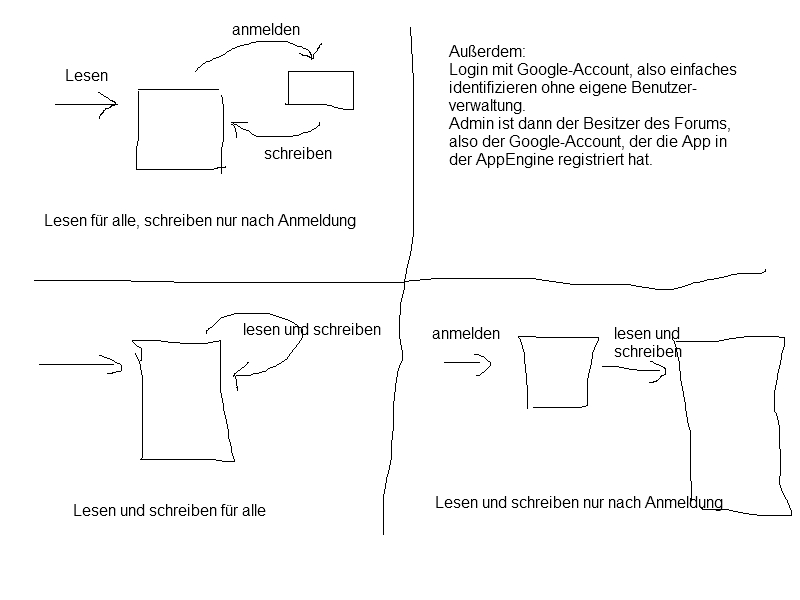 anmelden
Lesen
schreiben
Lesen für alle, schreiben nur nach Anmeldung
Außerdem:
Login mit Google-Account, also einfaches
identifizieren ohne eigene Benutzer-
verwaltung.
Admin ist dann der Besitzer des Forums,
also der Google-Account, der die App in
der AppEngine registriert hat.
lesen und schreiben
Lesen und schreiben für alle
anmelden
lesen und
schreiben
Lesen und schreiben nur nach Anmeldung